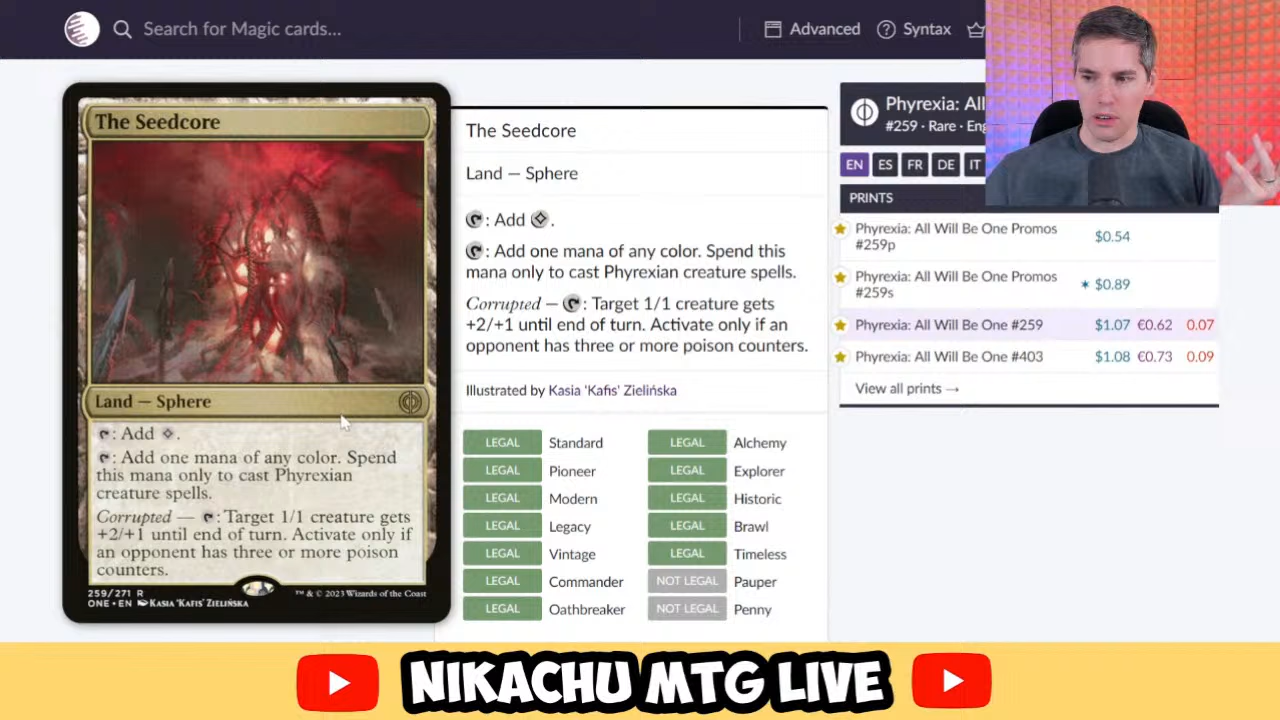 Search for Magic cards...
Advanced
Syntax
The Seedcore
Land — Sphere
: Add .
: Add one mana of any color. Spend
this mana only to cast Phyrexian
creature spells.
Corrupted — : Target 1/1 creature gets
+2/+1 until end of turn. Activate only if
an opponent has three or more poison
counters.
259/271 R
ONE • EN KASIA 'KAFIS' ZIELIŃSKA
™ & © 2023 Wizards of the Coast
The Seedcore
Land — Sphere
: Add .
: Add one mana of any color. Spend this
mana only to cast Phyrexian creature spells.
Corrupted — : Target 1/1 creature gets
+2/+1 until end of turn. Activate only if an
opponent has three or more poison counters.
Illustrated by Kasia 'Kafis' Zielińska
LEGAL Standard LEGAL Alchemy
LEGAL Pioneer LEGAL Explorer
LEGAL Modern LEGAL Historic
LEGAL Legacy LEGAL Brawl
LEGAL Vintage LEGAL Timeless
LEGAL Commander NOT LEGAL Pauper
LEGAL Oathbreaker NOT LEGAL Penny
Phyrexia: All
#259 · Rare · Eng
EN ES FR DE IT
PRINTS
Phyrexia: All Will Be One Promos
#259p $0.54
Phyrexia: All Will Be One Promos
#259s $0.89
Phyrexia: All Will Be One #259 $1.07 €0.62 0.07
Phyrexia: All Will Be One #403 $1.08 €0.73 0.09
View all prints →
NIKACHU MTG LIVE